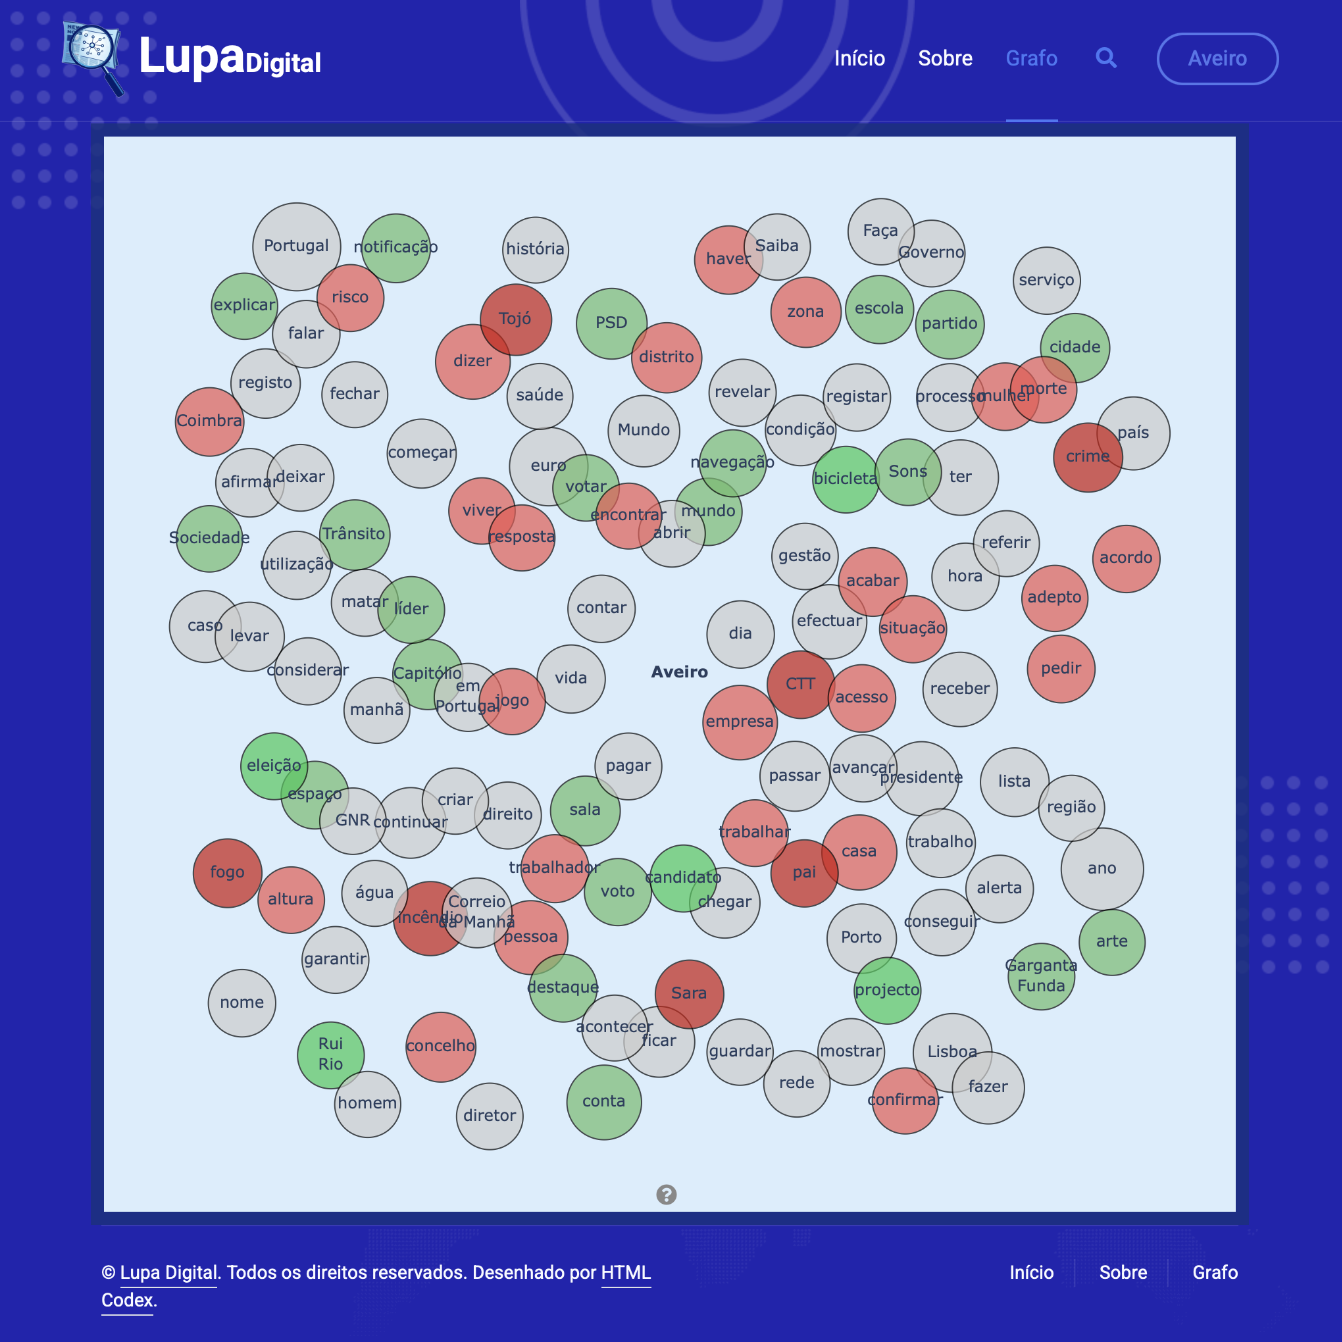 LupaDigital
Início
Sobre
Grafo
Aveiro
Portugal
notificação
história
haver
Saiba
Faça
Governo
serviço
explicar
risco
falar
Tojó
dizer
PSD
distrito
zona
escola
partido
cidade
registo
fechar
Coimbra
saúde
Mundo
revelar
condição
registar
processo
mulher
morte
país
crime
começar
afirmar
deixar
euro
votar
navegação
bicicleta
Sons
ter
viver
resposta
encontrar
abrir
mundo
Sociedade
Trânsito
utilização
gestão
acabar
hora
referir
acordo
adepto
matar
líder
contar
dia
efectuar
situação
caso
levar
considerar
Capitólio
em
Portugal
jogo
vida
manhã
Aveiro
CTT
acesso
empresa
receber
pedir
eleição
espaço
GNR
continuar
criar
direito
pagar
sala
passar
avançar
presidente
lista
região
trabalhar
trabalho
casa
pai
ano
fogo
altura
água
trabalhador
voto
candidato
chegar
alerta
incêndio
Correio
da Manhã
pessoa
Porto
conseguir
arte
garantir
nome
destaque
Sara
projecto
Garganta
Funda
acontecer
ficar
Rui
Rio
concelho
guardar
rede
mostrar
Lisboa
fazer
confirmar
homem
diretor
conta
?
© Lupa Digital. Todos os direitos reservados. Desenhado por HTML
Codex.
Início
Sobre
Grafo